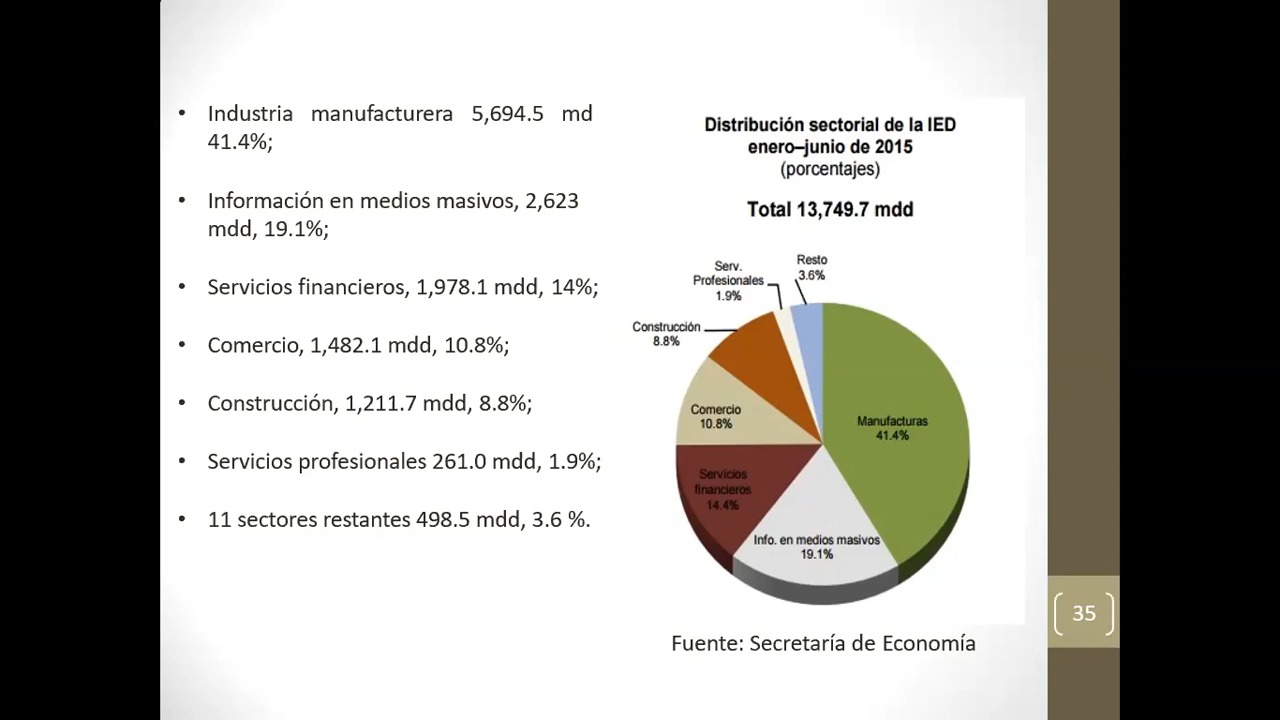 • Industria manufacturera 5,694.5 md
41.4%;
• Información en medios masivos, 2,623
mdd, 19.1%;
• Servicios financieros, 1,978.1 mdd, 14%;
• Comercio, 1,482.1 mdd, 10.8%;
• Construcción, 1,211.7 mdd, 8.8%;
• Servicios profesionales 261.0 mdd, 1.9%;
• 11 sectores restantes 498.5 mdd, 3.6 %.
Distribución sectorial de la IED
enero–junio de 2015
(porcentajes)
Total 13,749.7 mdd
Resto
3.6%
Serv.
Profesionales
1.9%
Construcción
8.8%
Comercio
10.8%
Manufacturas
41.4%
Servicios
financieros
14.4%
Info. en medios masivos
19.1%
Fuente: Secretaría de Economía
35